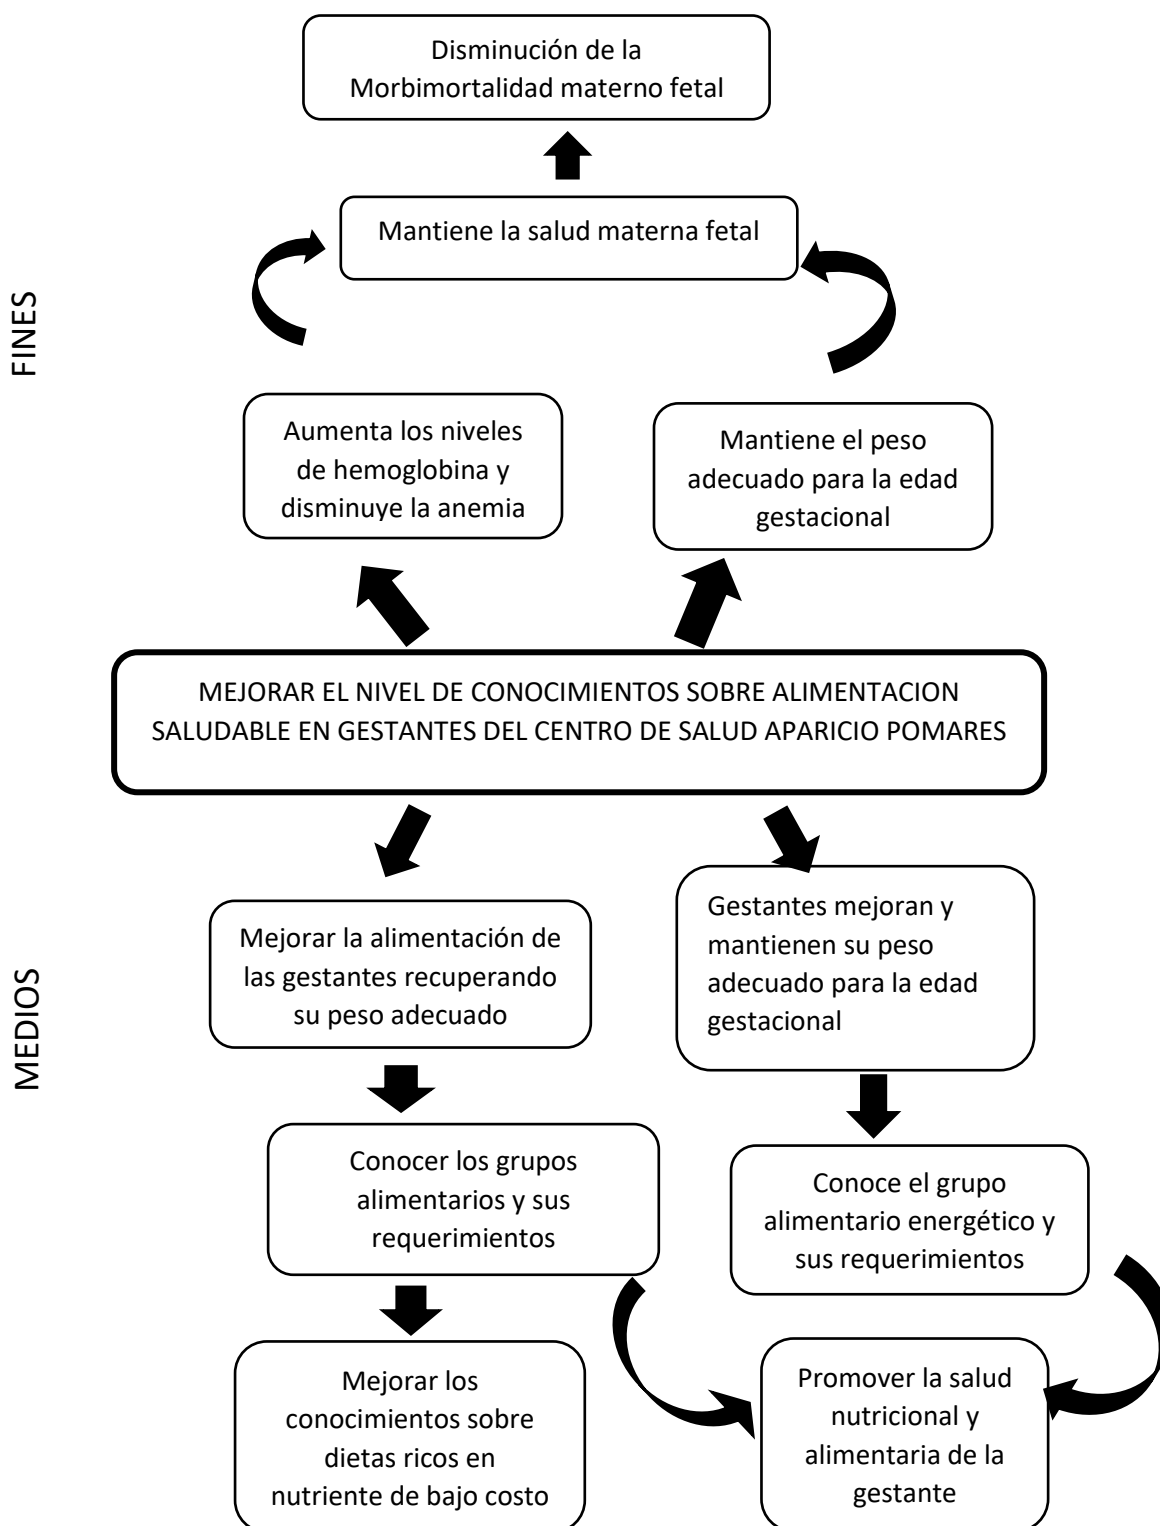 Disminución de la
Morbimortalidad materno fetal
Mantiene la salud materna fetal
FINES
Aumenta los niveles
de hemoglobina y
disminuye la anemia
Mantiene el peso
adecuado para la edad
gestacional
MEJORAR EL NIVEL DE CONOCIMIENTOS SOBRE ALIMENTACION
SALUDABLE EN GESTANTES DEL CENTRO DE SALUD APARICIO POMARES
MEDIOS
Mejorar la alimentación de
las gestantes recuperando
su peso adecuado
Gestantes mejoran y
mantienen su peso
adecuado para la edad
gestacional
Conocer los grupos
alimentarios y sus
requerimientos
Conoce el grupo
alimentario energético y
sus requerimientos
Mejorar los
conocimientos sobre
dietas ricos en
nutriente de bajo costo
Promover la salud
nutricional y
alimentaria de la
gestante